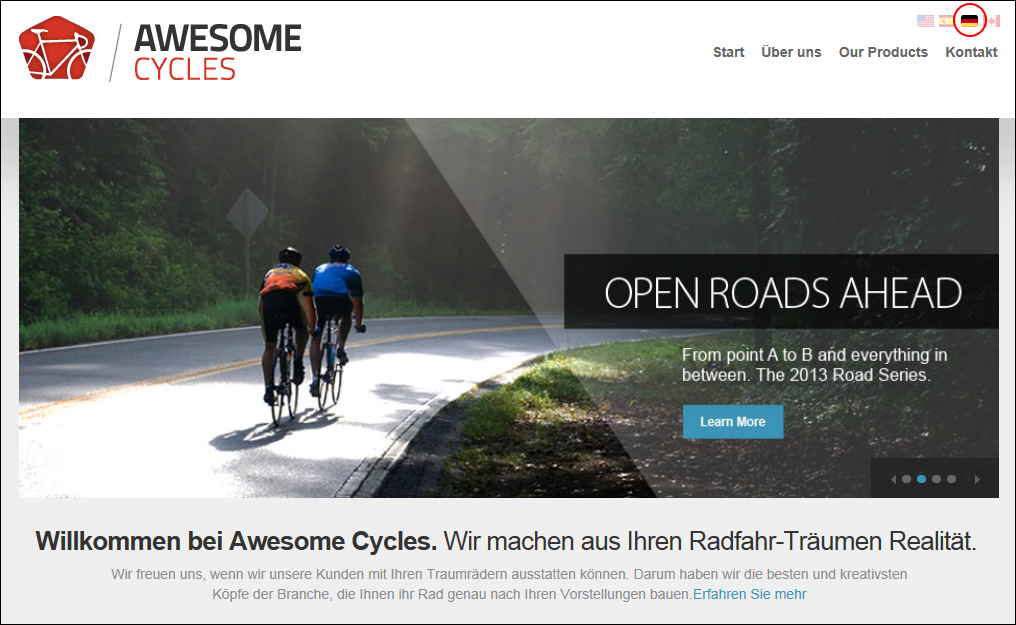 AWESOME
CYCLES
Start Über uns Our Products Kontakt
OPEN ROADS AHEAD
From point A to B and everything in
between. The 2013 Road Series.
Learn More
Willkommen bei Awesome Cycles. Wir machen aus Ihren Radfahr-Träumen Realität.
Wir freuen uns, wenn wir unsere Kunden mit Ihren Traumrädern ausstatten können. Darum haben wir die besten und kreativsten
Köpfe der Branche, die Ihnen ihr Rad genau nach Ihren Vorstellungen bauen.Erfahren Sie mehr